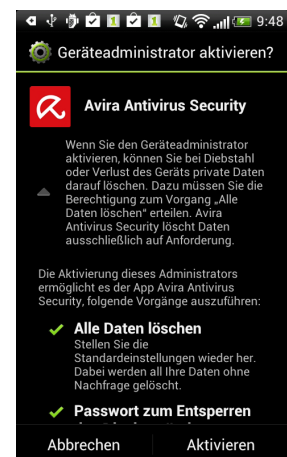 9:48
Geräteadministrator aktivieren?
Avira Antivirus Security
Wenn Sie den Geräteadministrator
aktivieren, können Sie bei Diebstahl
oder Verlust des Geräts private Daten
darauf löschen. Dazu müssen Sie die
Berechtigung zum Vorgang „Alle
Daten löschen“ erteilen. Avira
Antivirus Security löscht Daten
ausschließlich auf Anforderung.
Die Aktivierung dieses Administrators
ermöglicht es der App Avira Antivirus
Security, folgende Vorgänge auszuführen:
Alle Daten löschen
Stellen Sie die
Standardeinstellungen wieder her.
Dabei werden all Ihre Daten ohne
Nachfrage gelöscht.
Passwort zum Entsperren
Abbrechen
Aktivieren